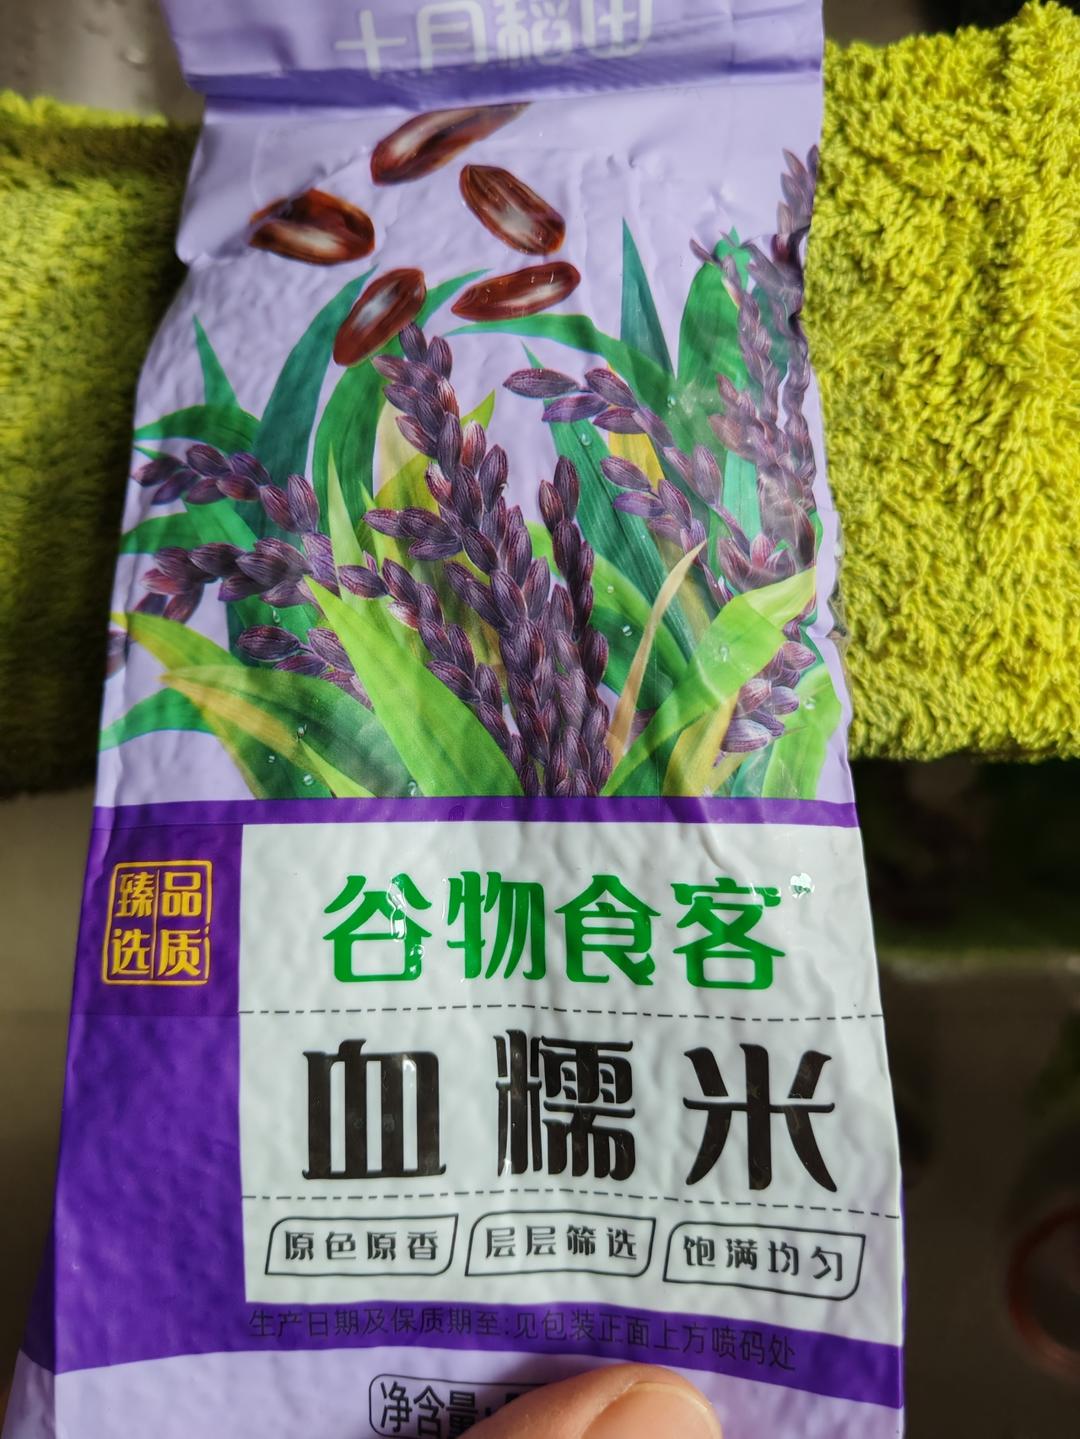 十月稻田
臻品
选质
谷物食客
血糯米
原色原香 层层筛选 饱满均匀
生产日期及保质期至:见包装正面上方喷码处
净含量: